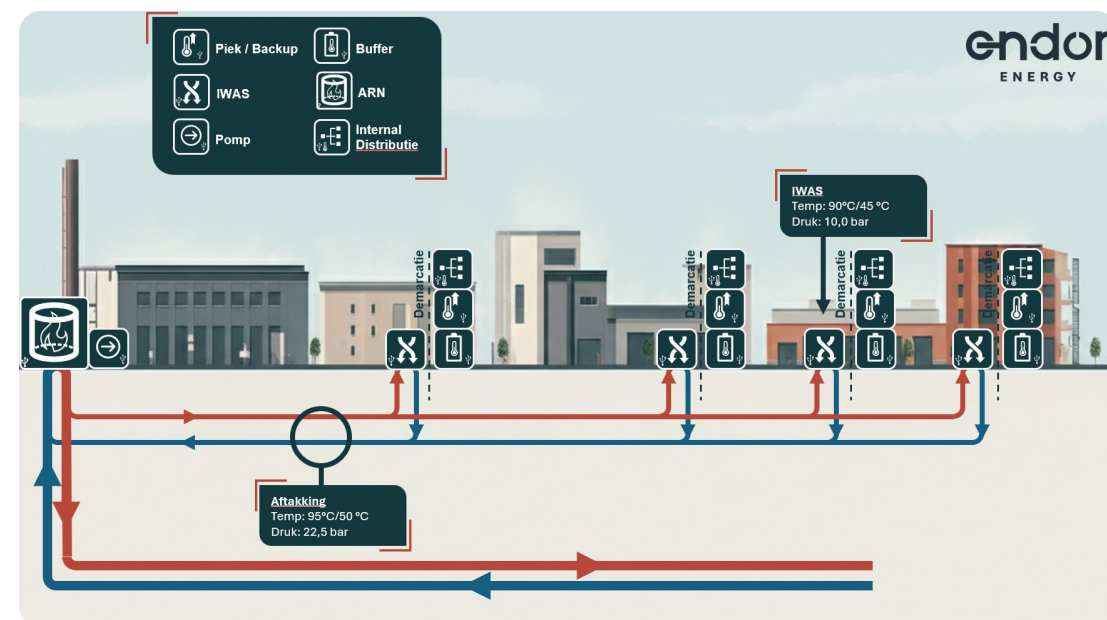 Piek / Backup
Buffer
IWAS
ARN
Pomp
Internal
Distributie
endor
ENERGY
IWAS
Temp: 90°C/45 °C
Druk: 10,0 bar
Demarcatie
Demarcatie
Demarcatie
Demarcatie
Aftakking
Temp: 95°C/50 °C
Druk: 22,5 bar